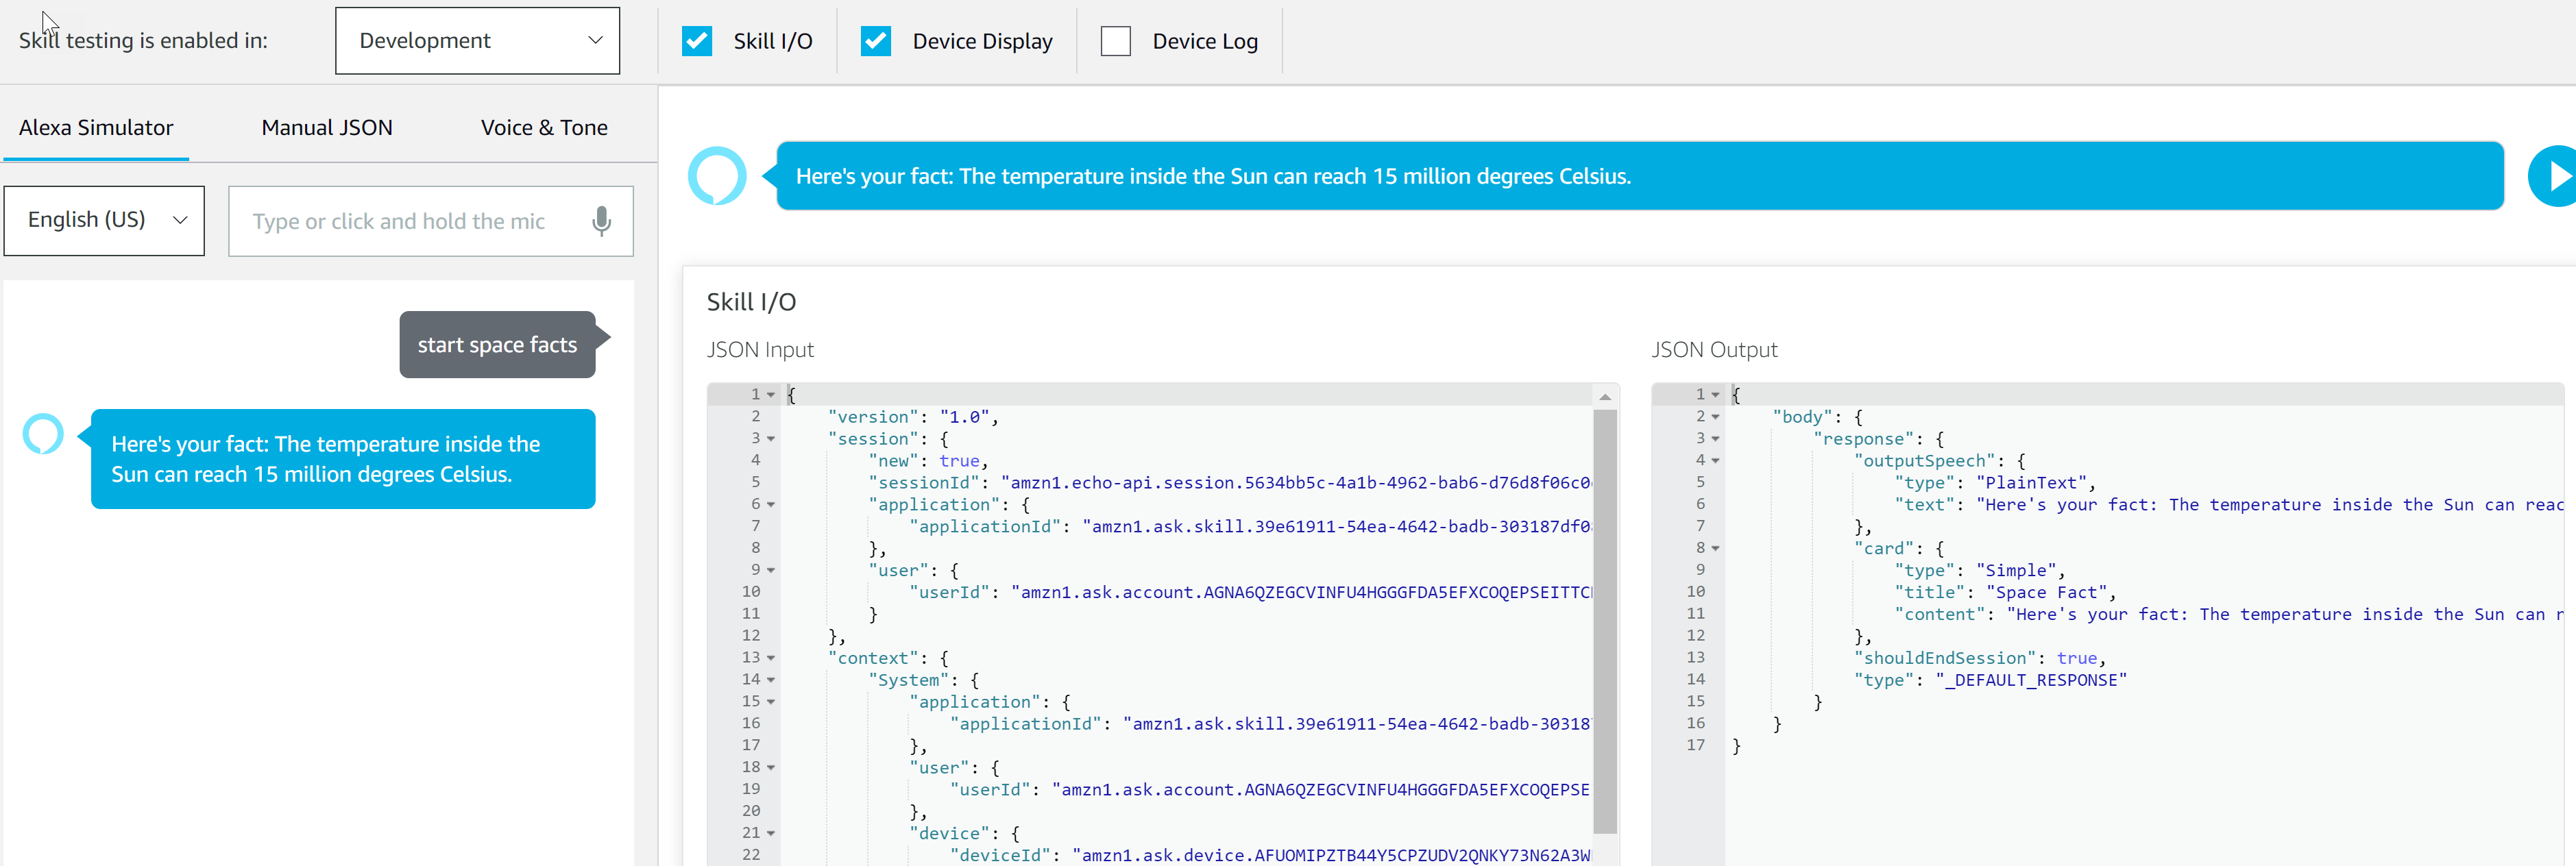 Skill testing is enabled in:
Development
Skill I/O
Device Display
Device Log
Alexa Simulator
Manual JSON
Voice & Tone
English (US)
Type or click and hold the mic
start space facts
Here's your fact: The temperature inside the
Sun can reach 15 million degrees Celsius.
Here's your fact: The temperature inside the Sun can reach 15 million degrees Celsius.
Skill I/O
JSON Input
1 {
2 "version": "1.0",
3 "session": {
4 "new": true,
5 "sessionId": "amzn1.echo-api.session.5634bb5c-4a1b-4962-bab6-d76d8f06c0
6 "application": {
7 "applicationId": "amzn1.ask.skill.39e61911-54ea-4642-badb-303187df0
8 },
9 "user": {
10 "userId": "amzn1.ask.account.AGNA6QZEGCVINFU4HGGGFDA5EFXCOQEPSEITTC
11 }
12 },
13 "context": {
14 "System": {
15 "application": {
16 "applicationId": "amzn1.ask.skill.39e61911-54ea-4642-badb-30318
17 },
18 "user": {
19 "userId": "amzn1.ask.account.AGNA6QZEGCVINFU4HGGGFDA5EFXCOQEPSE
20 },
21 "device": {
22 "deviceId": "amzn1.ask.device.AFUOMIPZTB44Y5CPZUDV2QNKY73N62A3W
JSON Output
1 {
2 "body": {
3 "response": {
4 "outputSpeech": {
5 "type": "PlainText",
6 "text": "Here's your fact: The temperature inside the Sun can reac
7 },
8 "card": {
9 "type": "Simple",
10 "title": "Space Fact",
11 "content": "Here's your fact: The temperature inside the Sun can r
12 },
13 "shouldEndSession": true,
14 "type": "_DEFAULT_RESPONSE"
15 }
16 }
17 }